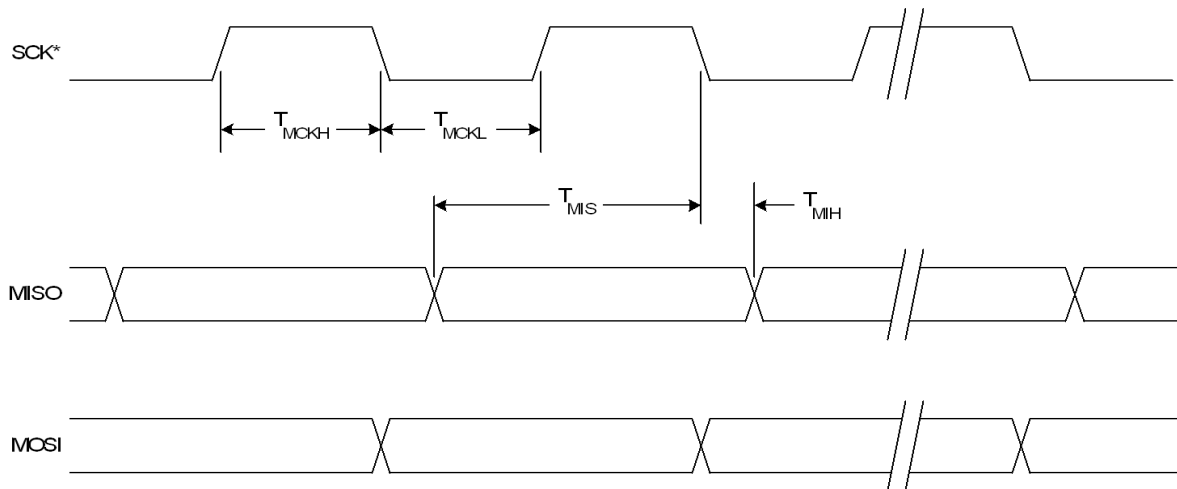 SCK*
T_MCKH
T_MCKL
T_MIS
T_MIH
MISO
MOSI